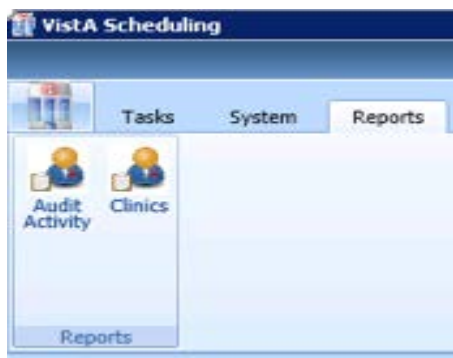 VistA Scheduling
Tasks System Reports
Audit Activity Clinics
Reports